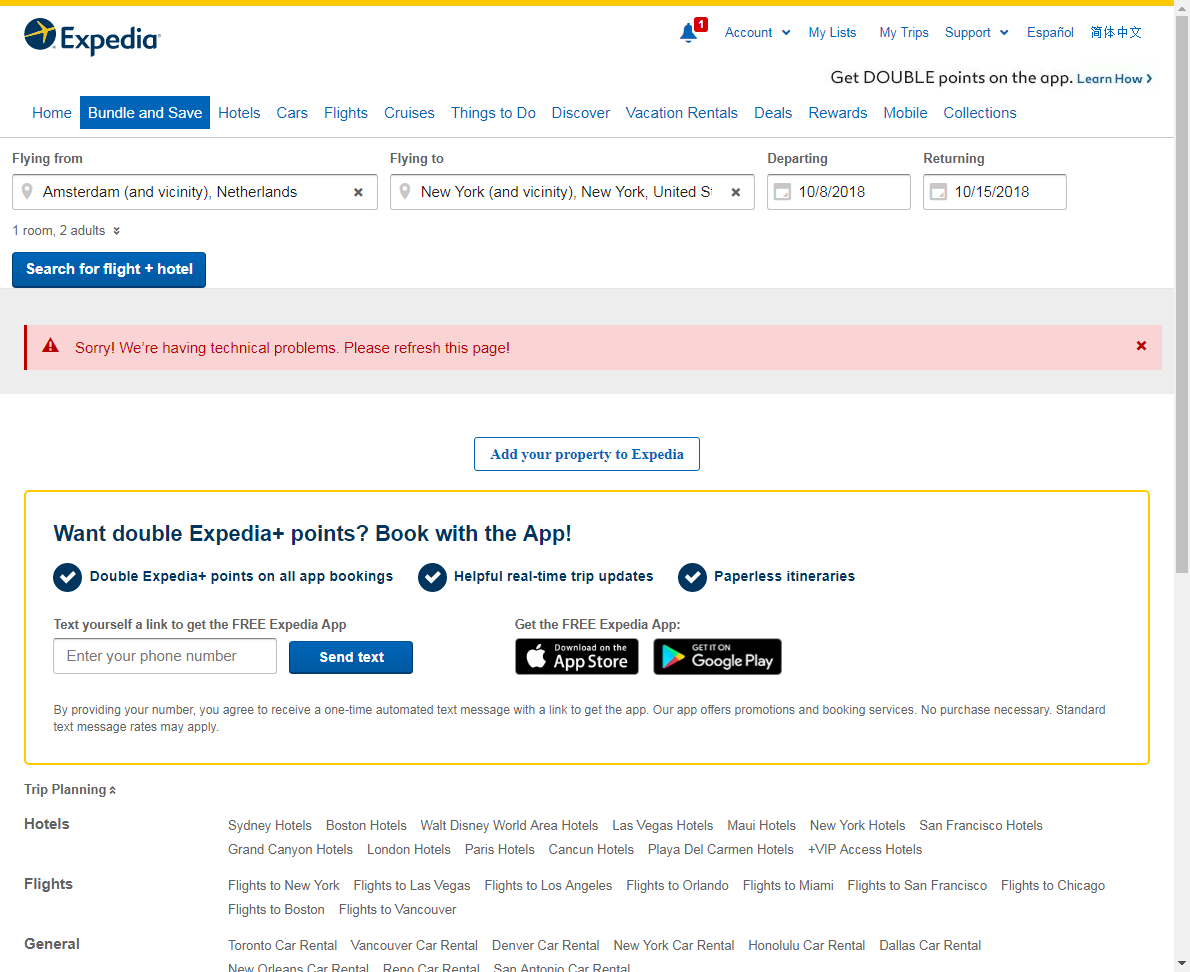 Expedia
1
Account
My Lists
My Trips
Support
Español
简体中文
Get DOUBLE points on the app. Learn How
Home
Bundle and Save
Hotels
Cars
Flights
Cruises
Things to Do
Discover
Vacation Rentals
Deals
Rewards
Mobile
Collections
Flying from
Flying to
Departing
Returning
Amsterdam (and vicinity), Netherlands
New York (and vicinity), New York, United S
10/8/2018
10/15/2018
1 room, 2 adults
Search for flight + hotel
Sorry! We're having technical problems. Please refresh this page!
Add your property to Expedia
Want double Expedia+ points? Book with the App!
Double Expedia+ points on all app bookings
Helpful real-time trip updates
Paperless itineraries
Text yourself a link to get the FREE Expedia App
Get the FREE Expedia App:
Enter your phone number
Send text
Download on the
App Store
GET IT ON
Google Play
By providing your number, you agree to receive a one-time automated text message with a link to get the app. Our app offers promotions and booking services. No purchase necessary. Standard
text message rates may apply.
Trip Planning
Hotels
Sydney Hotels Boston Hotels Walt Disney World Area Hotels Las Vegas Hotels Maui Hotels New York Hotels San Francisco Hotels
Grand Canyon Hotels London Hotels Paris Hotels Cancun Hotels Playa Del Carmen Hotels +VIP Access Hotels
Flights
Flights to New York Flights to Las Vegas Flights to Los Angeles Flights to Orlando Flights to Miami Flights to San Francisco Flights to Chicago
Flights to Boston Flights to Vancouver
General
Toronto Car Rental Vancouver Car Rental Denver Car Rental New York Car Rental Honolulu Car Rental Dallas Car Rental
New Orleans Car Rental Reno Car Rental San Antonio Car Rental